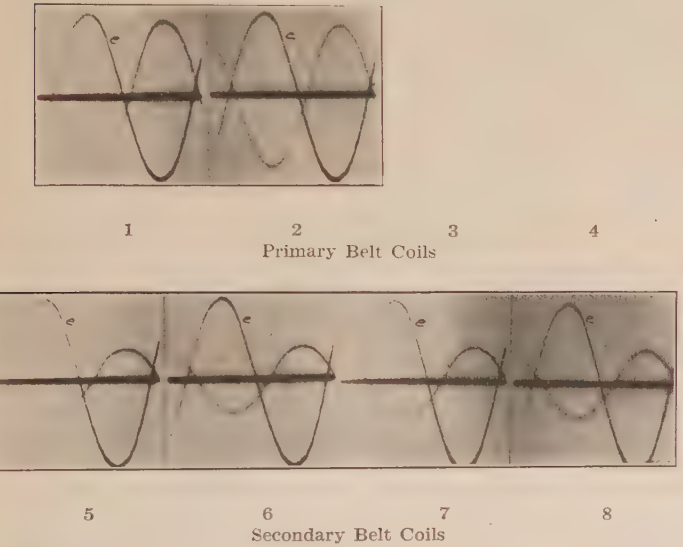 e e
1 2 3 4
Primary Belt Coils
e e e e
5 6 7 8
Secondary Belt Coils